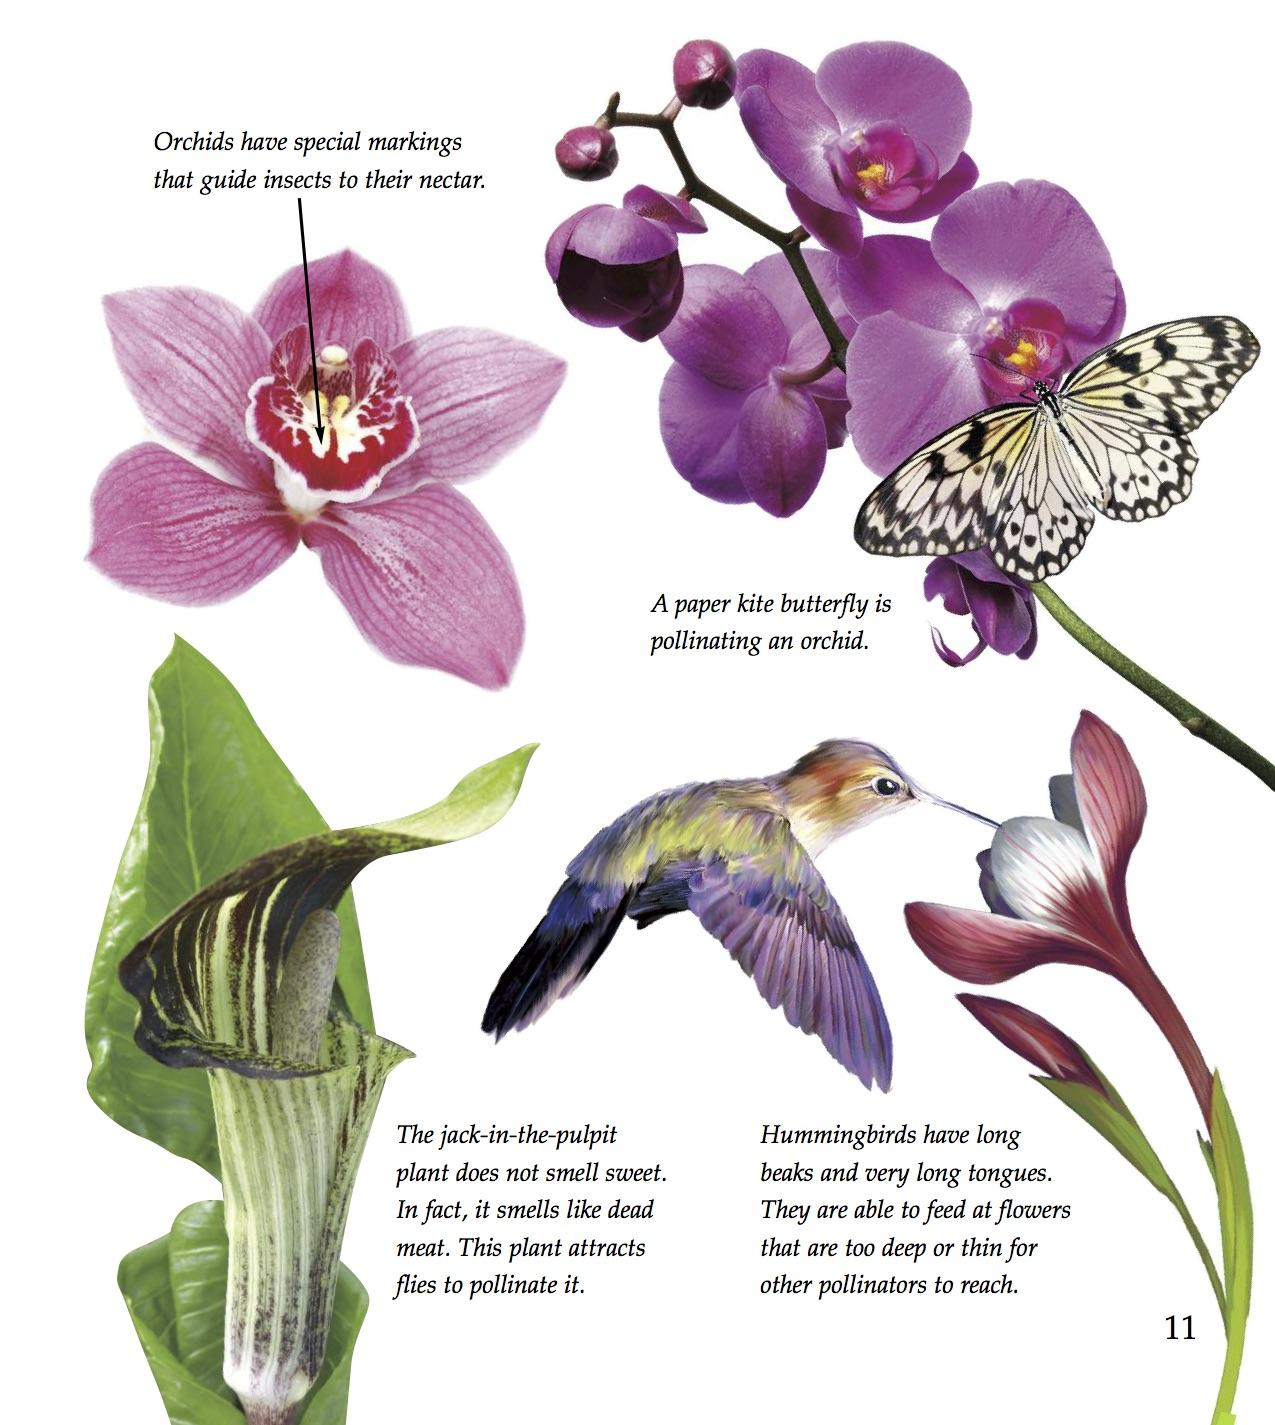 Orchids have special markings
that guide insects to their nectar.
A paper kite butterfly is
pollinating an orchid.
The jack-in-the-pulpit
plant does not smell sweet.
In fact, it smells like dead
meat. This plant attracts
flies to pollinate it.
Hummingbirds have long
beaks and very long tongues.
They are able to feed at flowers
that are too deep or thin for
other pollinators to reach.
11